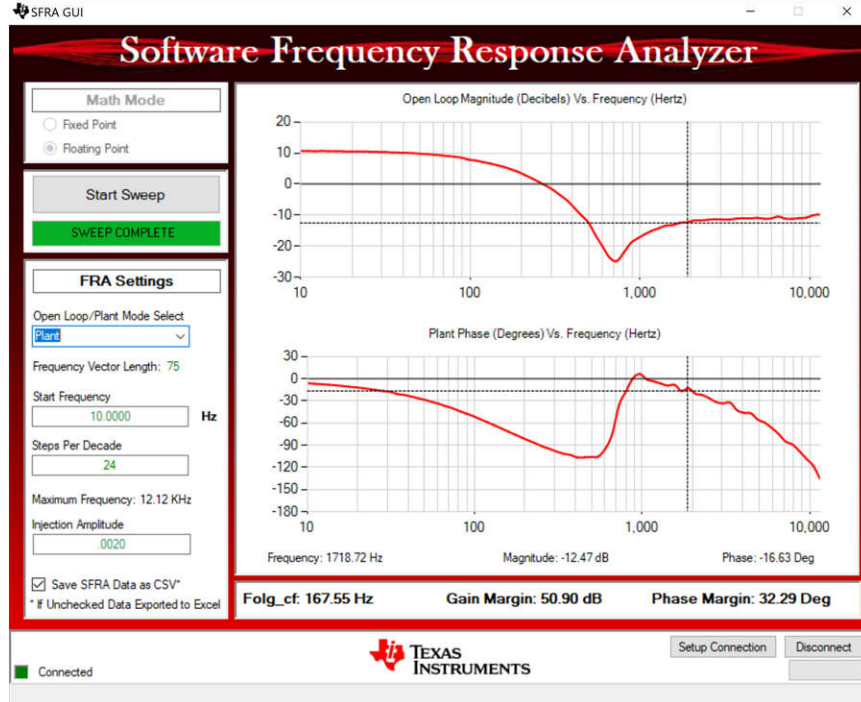 SFRA GUI
Software Frequency Response Analyzer
Math Mode
Fixed Point
Floating Point
Start Sweep
SWEEP COMPLETE
FRA Settings
Open Loop/Plant Mode Select
Plant
Frequency Vector Length: 75
Start Frequency
10.0000 Hz
Steps Per Decade
24
Maximum Frequency: 12.12 KHz
Injection Amplitude
.0020
Save SFRA Data as CSV*
* If Unchecked Data Exported to Excel
Open Loop Magnitude (Decibels) Vs. Frequency (Hertz)
20
10
0
-10
-20
-30
10 100 1,000 10,000
Plant Phase (Degrees) Vs. Frequency (Hertz)
30
0
-30
-60
-90
-120
-150
-180
10 100 1,000 10,000
Frequency: 1718.72 Hz Magnitude: -12.47 dB Phase: -16.63 Deg
Folg_cf: 167.55 Hz Gain Margin: 50.90 dB Phase Margin: 32.29 Deg
Connected
TEXAS
INSTRUMENTS
Setup Connection Disconnect